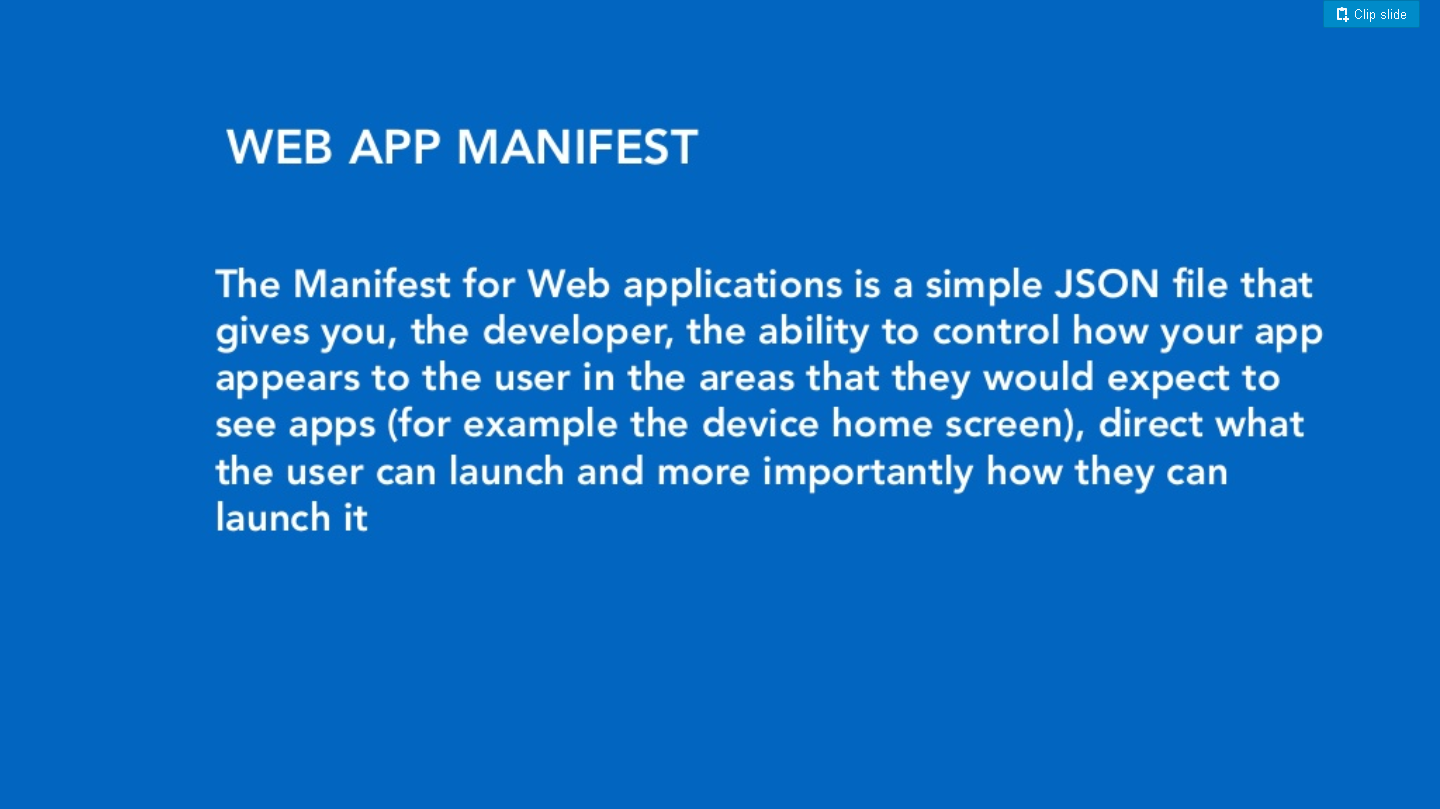 Clip slide
WEB APP MANIFEST
The Manifest for Web applications is a simple JSON file that
gives you, the developer, the ability to control how your app
appears to the user in the areas that they would expect to
see apps (for example the device home screen), direct what
the user can launch and more importantly how they can
launch it